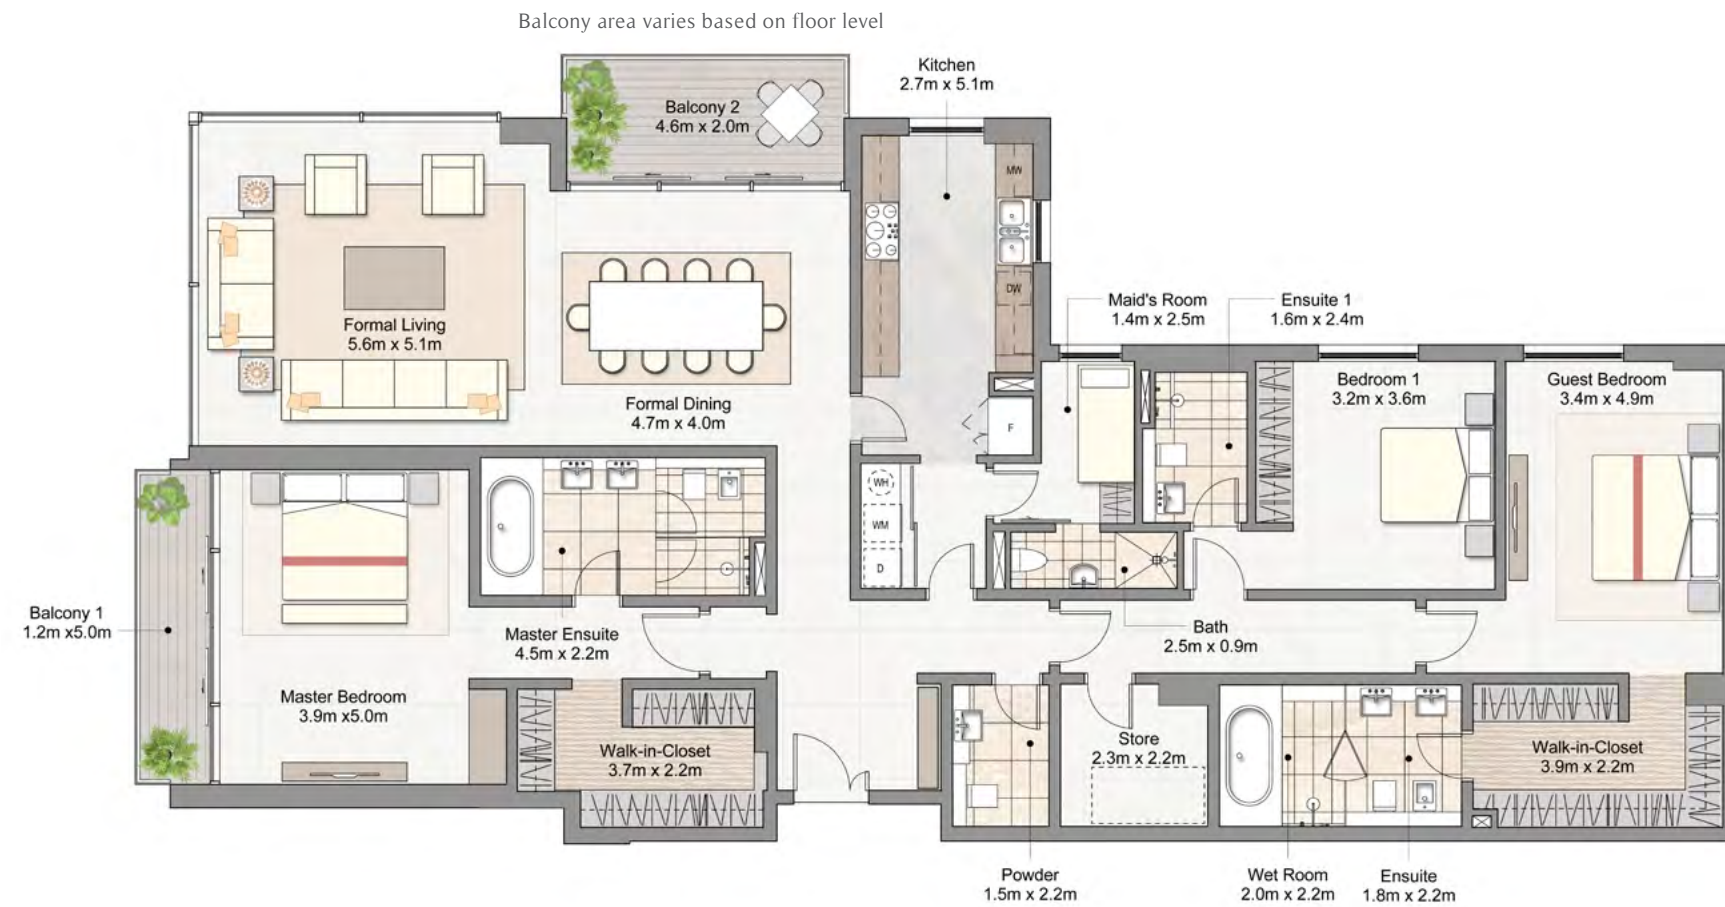 Balcony area varies based on floor level
Kitchen
2.7m x 5.1m
Balcony 2
4.6m x 2.0m
MW
DW
Maid's Room
1.4m x 2.5m
Ensuite 1
1.6m x 2.4m
Formal Living
5.6m x 5.1m
Bedroom 1
3.2m x 3.6m
Guest Bedroom
3.4m x 4.9m
Formal Dining
4.7m x 4.0m
F
WH
WM
D
Balcony 1
1.2m x5.0m
Master Ensuite
4.5m x 2.2m
Bath
2.5m x 0.9m
Master Bedroom
3.9m x5.0m
Walk-in-Closet
3.7m x 2.2m
Store
2.3m x 2.2m
Walk-in-Closet
3.9m x 2.2m
Powder
1.5m x 2.2m
Wet Room
2.0m x 2.2m
Ensuite
1.8m x 2.2m